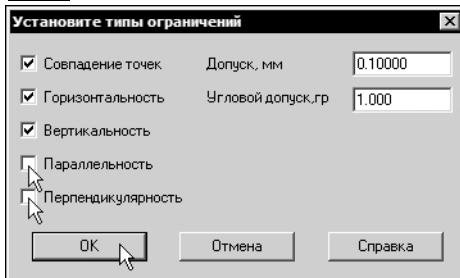 Установите типы ограничений
Совпадение точек Допуск, мм 0.10000
Горизонтальность Угловой допуск,гр 1.000
Вертикальность
Параллельность
Перпендикулярность
OK Отмена Справка